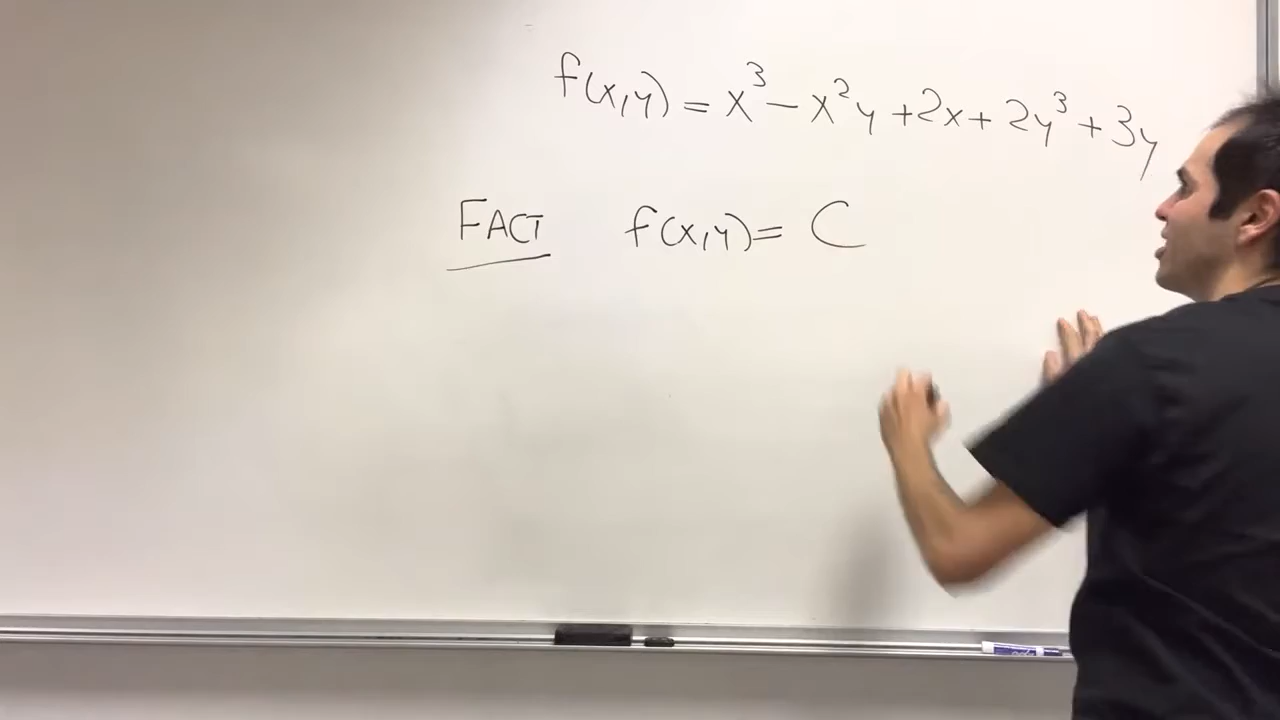 f(x,y) = x³ - x²y + 2x + 2y³ + 3y
FACT f(x,y) = C